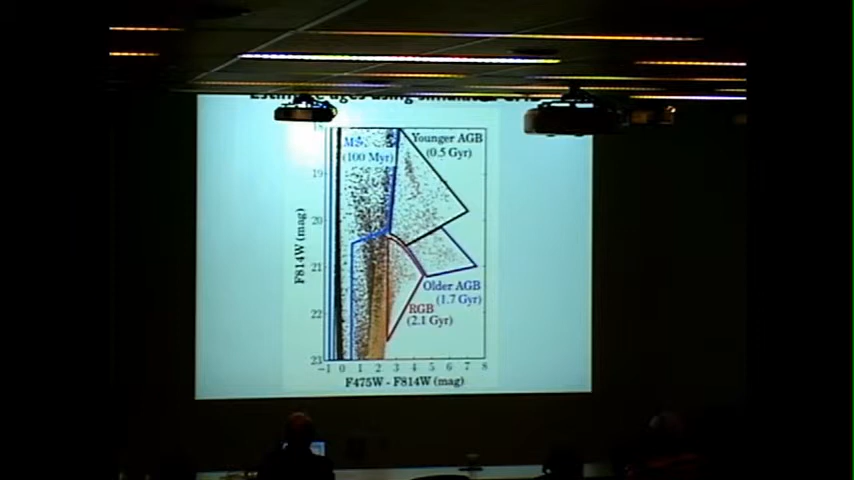 ages using
MS
(100 Myr)
Younger AGB
(0.5 Gyr)
18
19
20
21
22
23
F814W (mag)
Older AGB
(1.7 Gyr)
RGB
(2.1 Gyr)
−1 0 1 2 3 4 5 6 7 8
F475W - F814W (mag)